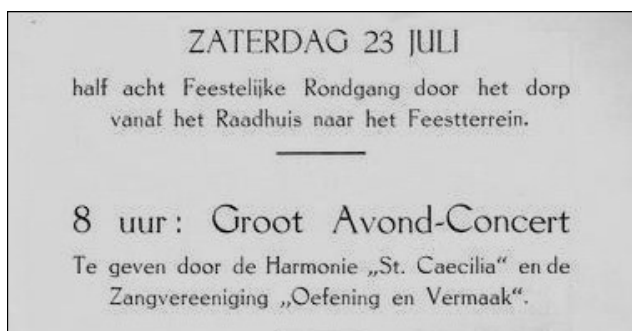 ZATERDAG 23 JULI
half acht Feestelijke Rondgang door het dorp
vanaf het Raadhuis naar het Feestterrein.
8 uur: Groot Avond-Concert
Te geven door de Harmonie „St. Caecilia“ en de
Zangvereeniging „Oefening en Vermaak“.